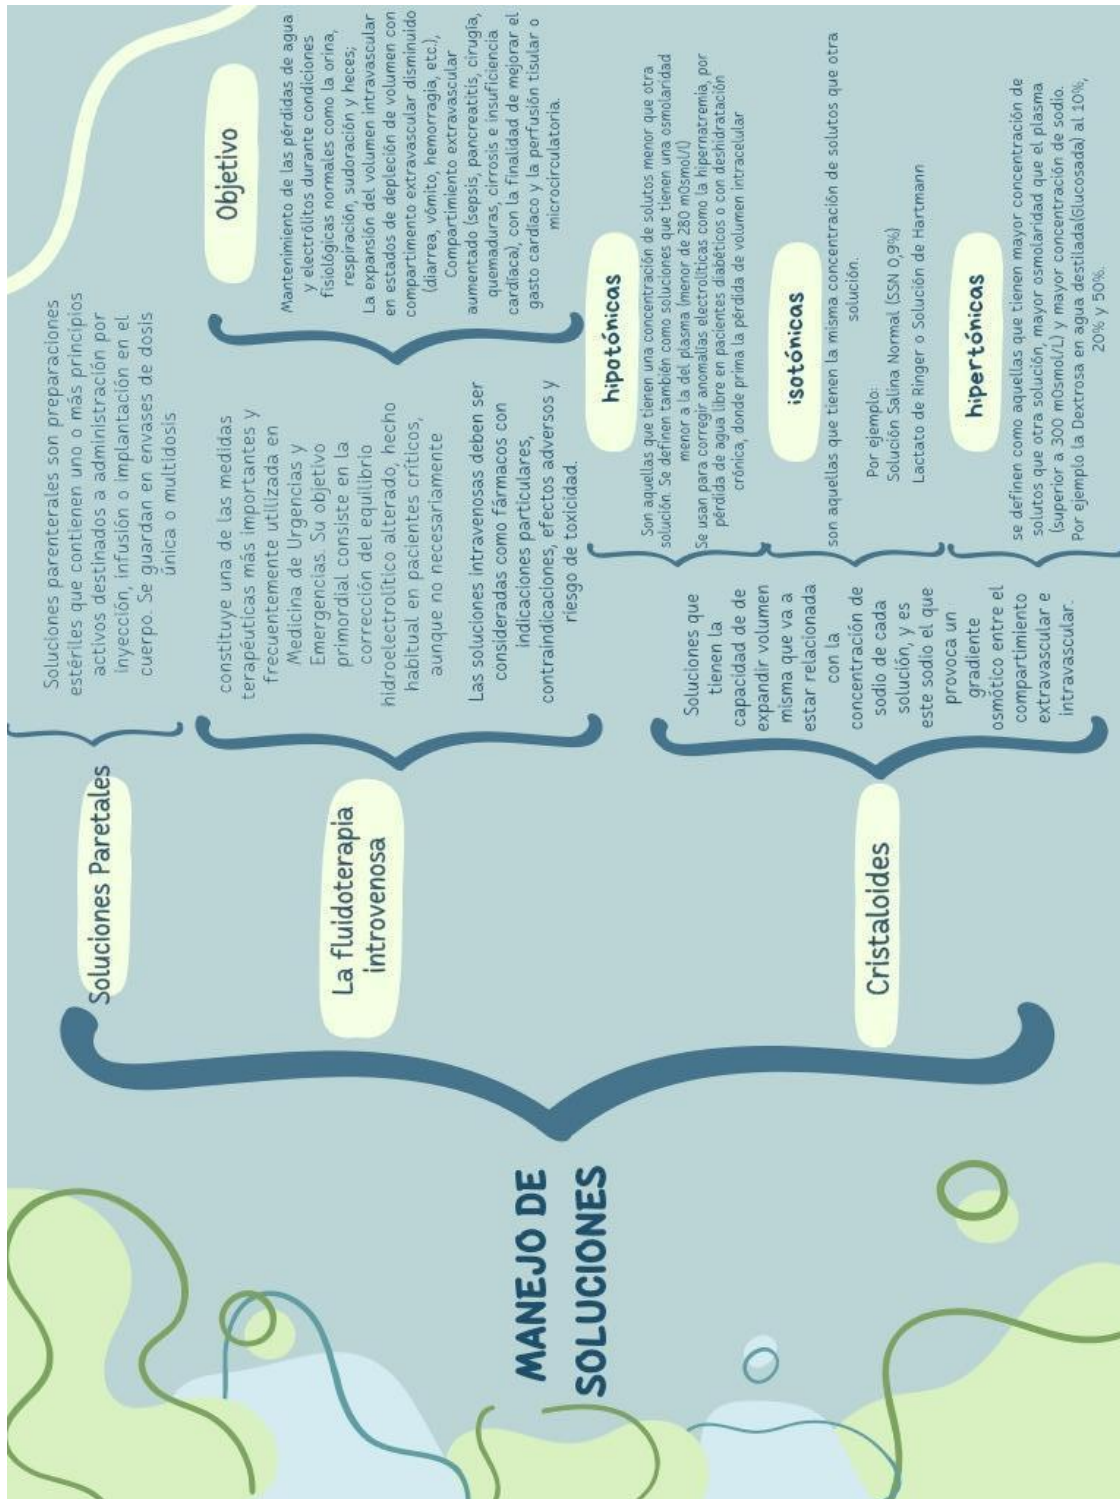 MANEJO DE
SOLUCIONES
Soluciones Paretales
Soluciones parenterales son preparaciones
estériles que contienen uno o más principios
activos destinados a administración por
inyección, infusión o implantación en el
cuerpo. Se guardan en envases de dosis
única o multidosis
La fluidoterapia
introvenosa
constituye una de las medidas
terapéuticas más importantes y
frecuentemente utilizada en
Medicina de Urgencias y
Emergencias. Su objetivo
primordial consiste en la
corrección del equilibrio
hidroelectrolítico alterado, hecho
habitual en pacientes críticos,
aunque no necesariamente
Las soluciones intravenosas deben ser
consideradas como fármacos con
indicaciones particulares,
contraindicaciones, efectos adversos y
riesgo de toxicidad.
Objetivo
Mantenimiento de las pérdidas de agua
y electrólitos durante condiciones
fisiológicas normales como la orina,
respiración, sudoración y heces;
La expansión del volumen intravascular
en estados de depleción de volumen con
compartimento extravascular disminuido
(diarrea, vómito, hemorragia, etc.),
Compartimiento extravascular
aumentado (sepsis, pancreatitis, cirugía,
quemaduras, cirrosis e insuficiencia
cardíaca), con la finalidad de mejorar el
gasto cardíaco y la perfusión tisular o
microcirculatoria.
Cristaloides
Soluciones que
tienen la
capacidad de de
expandir volumen
misma que va a
estar relacionada
con la
concentración de
sodio de cada
solución, y es
este sodio el que
provoca un
gradiente
osmótico entre el
compartimiento
extravascular e
intravascular.
hipotónicas
Son aquellas que tienen una concentración de solutos menor que otra
solución. Se definen también como soluciones que tienen una osmolaridad
menor a la del plasma (menor de 280 mOsmol/L)
Se usan para corregir anomalías electrolíticas como la hipernatremia, por
pérdida de agua libre en pacientes diabéticos o con deshidratación
crónica, donde prima la pérdida de volumen intracelular
isotónicas
son aquellas que tienen la misma concentración de solutos que otra
solución.
Por ejemplo:
Solución Salina Normal (SSN 0,9%)
Lactato de Ringer o Solución de Hartmann
hipertónicas
se definen como aquellas que tienen mayor concentración de
solutos que otra solución, mayor osmolaridad que el plasma
(superior a 300 mOsmol/L) y mayor concentración de sodio.
Por ejemplo la Dextrosa en agua destilada(Glucosada) al 10%,
20% y 50%.